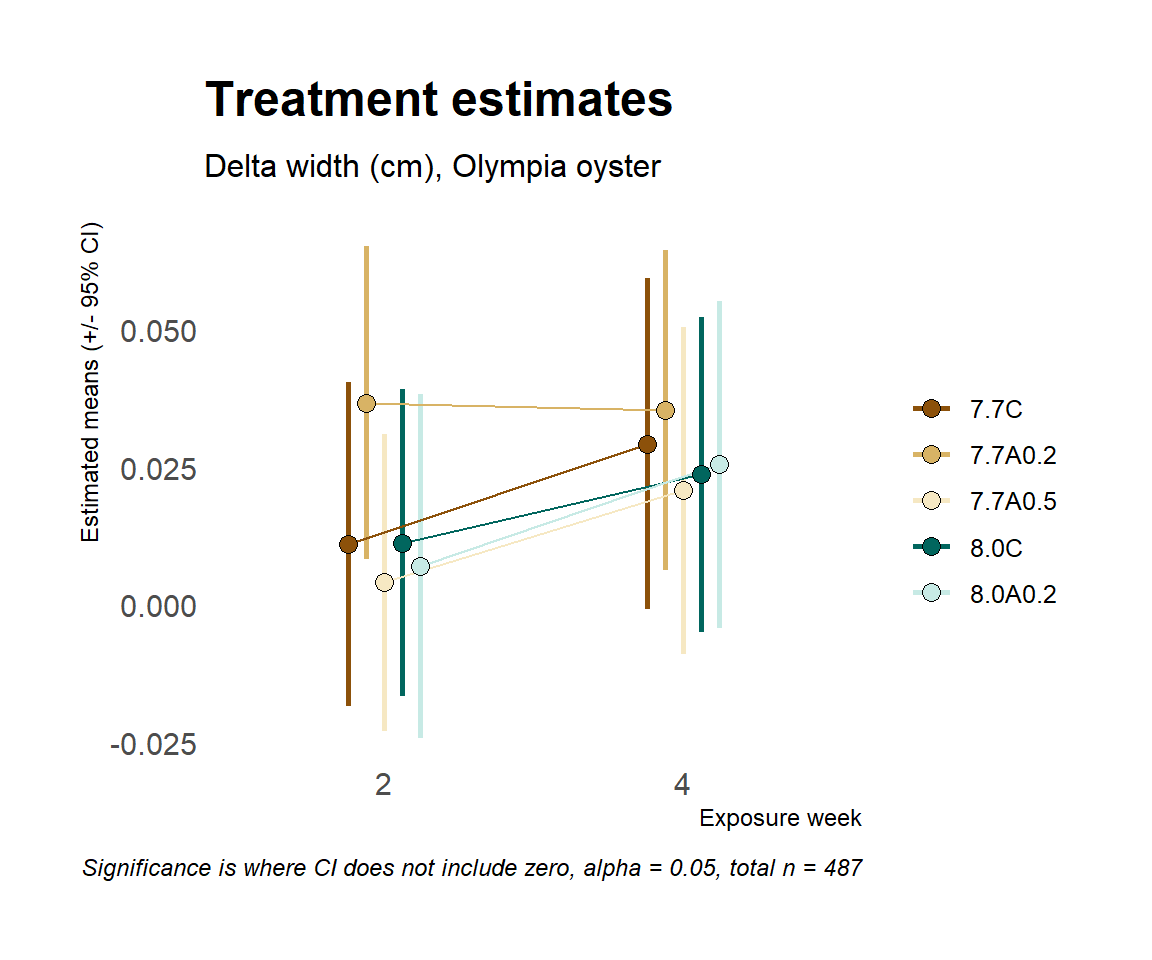 Treatment estimates
Delta width (cm), Olympia oyster
Estimated means (+/- 95% CI)
0.050
0.025
0.000
-0.025
2
4
Exposure week
7.7C
7.7A0.2
7.7A0.5
8.0C
8.0A0.2
Significance is where CI does not include zero, alpha = 0.05, total n = 487